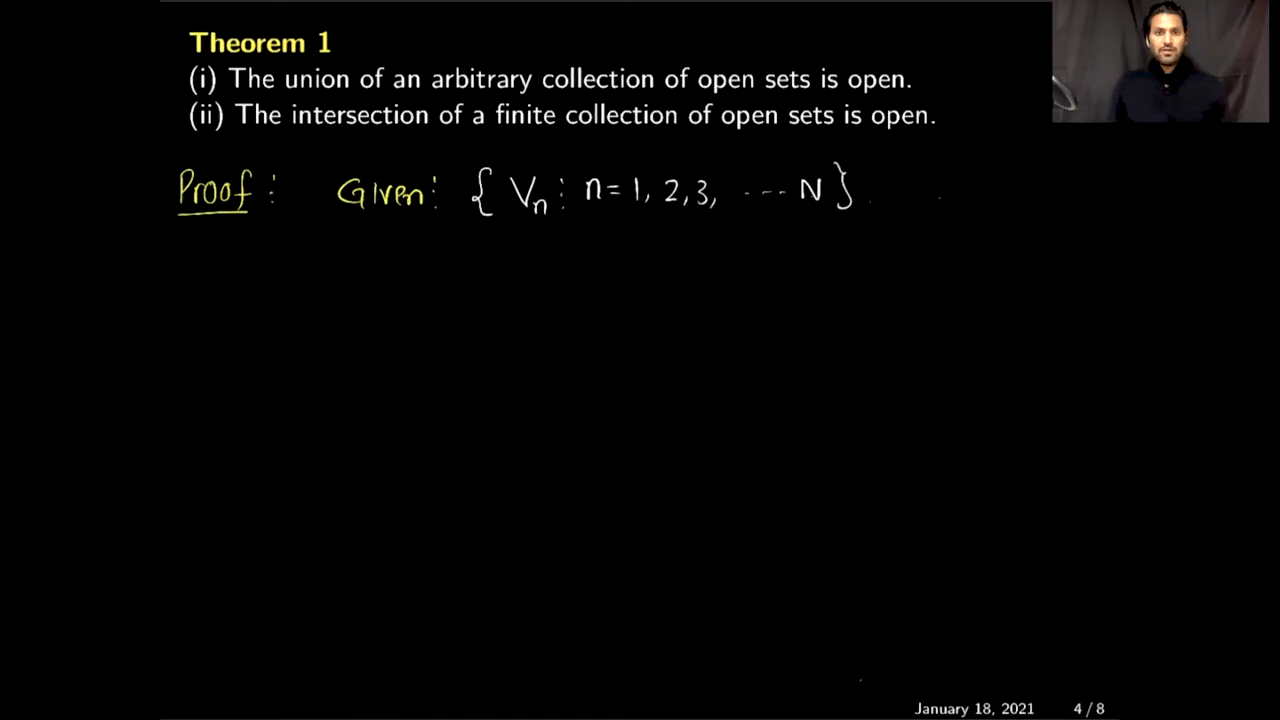 Theorem 1
(i) The union of an arbitrary collection of open sets is open.
(ii) The intersection of a finite collection of open sets is open.
Proof : Given: { Vn : n = 1, 2, 3, ---- N }
January 18, 2021 4 / 8